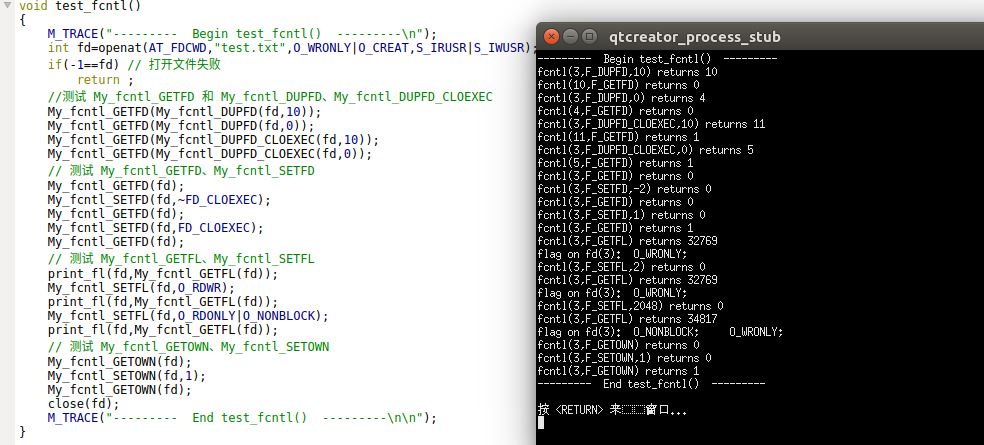 void test_fcntl()
{
    M_TRACE("---------  Begin test_fcntl()  ---------\n");
    int fd=openat(AT_FDCWD,"test.txt",O_WRONLY|O_CREAT,S_IRUSR|S_IWUSR);
    if(-1==fd) // 打开文件失败
        return ;
    //测试 My_fcntl_GETFD 和 My_fcntl_DUPFD、My_fcntl_DUPFD_CLOEXEC
    My_fcntl_GETFD(My_fcntl_DUPFD(fd,10));
    My_fcntl_GETFD(My_fcntl_DUPFD(fd,0));
    My_fcntl_GETFD(My_fcntl_DUPFD_CLOEXEC(fd,10));
    My_fcntl_GETFD(My_fcntl_DUPFD_CLOEXEC(fd,0));
    // 测试 My_fcntl_GETFD、My_fcntl_SETFD
    My_fcntl_GETFD(fd);
    My_fcntl_SETFD(fd,~FD_CLOEXEC);
    My_fcntl_GETFD(fd);
    My_fcntl_SETFD(fd,FD_CLOEXEC);
    My_fcntl_GETFD(fd);
    // 测试 My_fcntl_GETFL、My_fcntl_SETFL
    print_fl(fd,My_fcntl_GETFL(fd));
    My_fcntl_SETFL(fd,O_RDWR);
    print_fl(fd,My_fcntl_GETFL(fd));
    My_fcntl_SETFL(fd,O_RDONLY|O_NONBLOCK);
    print_fl(fd,My_fcntl_GETFL(fd));
    // 测试 My_fcntl_GETOWN、My_fcntl_SETOWN
    My_fcntl_GETOWN(fd);
    My_fcntl_SETOWN(fd,1);
    My_fcntl_GETOWN(fd);
    close(fd);
    M_TRACE("---------  End test_fcntl()  ---------\n\n");
}
qtcreator_process_stub
---------  Begin test_fcntl()  ---------
fcntl(3,F_DUPFD,10) returns 10
fcntl(10,F_GETFD) returns 0
fcntl(3,F_DUPFD,0) returns 4
fcntl(4,F_GETFD) returns 0
fcntl(3,F_DUPFD_CLOEXEC,10) returns 11
fcntl(11,F_GETFD) returns 1
fcntl(3,F_DUPFD_CLOEXEC,0) returns 5
fcntl(5,F_GETFD) returns 1
fcntl(3,F_GETFD) returns 0
fcntl(3,F_SETFD,-2) returns 0
fcntl(3,F_GETFD) returns 0
fcntl(3,F_SETFD,1) returns 0
fcntl(3,F_GETFD) returns 1
fcntl(3,F_GETFL) returns 32769
flag on fd(3):  O_WRONLY;
fcntl(3,F_SETFL,2) returns 0
fcntl(3,F_GETFL) returns 32769
flag on fd(3):  O_WRONLY;
fcntl(3,F_SETFL,2048) returns 0
fcntl(3,F_GETFL) returns 34817
flag on fd(3):  O_NONBLOCK;    O_WRONLY;
fcntl(3,F_GETOWN) returns 0
fcntl(3,F_SETOWN,1) returns 0
fcntl(3,F_GETOWN) returns 1
---------  End test_fcntl()  ---------
按 <RETURN> 来窗口...